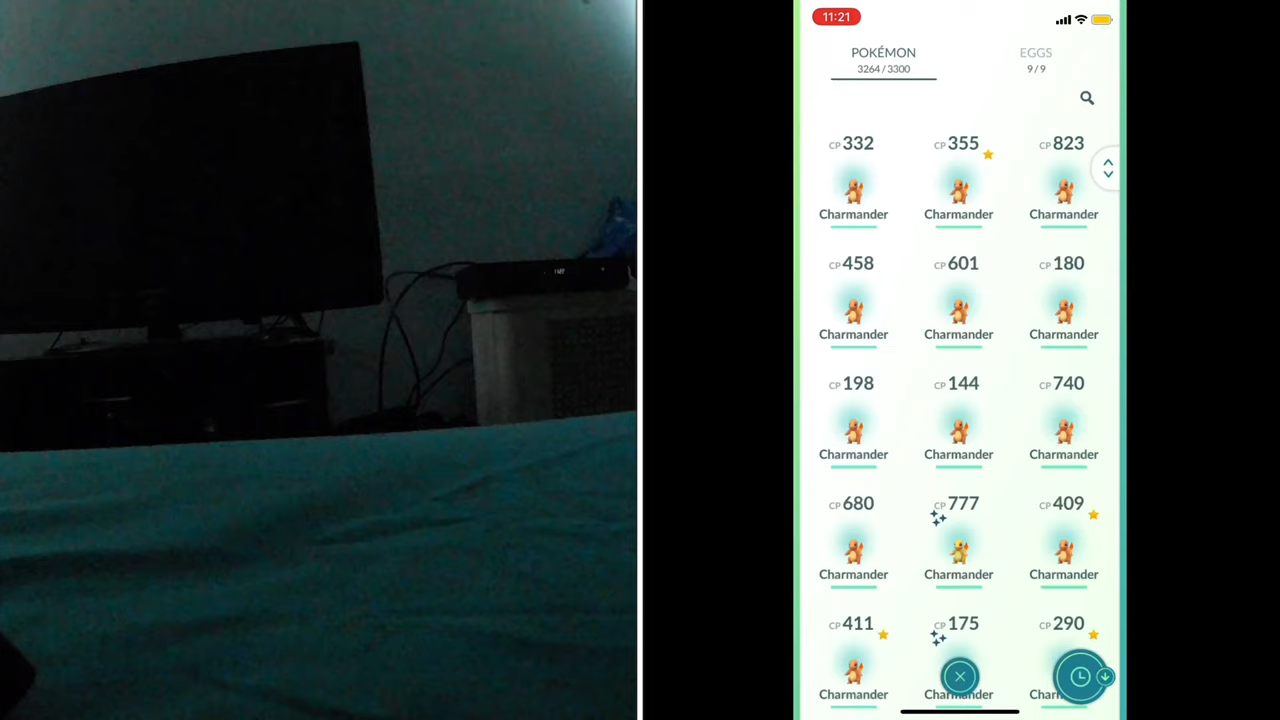 11:21
POKÉMON EGGS
3264 / 3300 9 / 9
CP 332 CP 355 CP 823
Charmander Charmander Charmander
CP 458 CP 601 CP 180
Charmander Charmander Charmander
CP 198 CP 144 CP 740
Charmander Charmander Charmander
CP 680 CP 777 CP 409
Charmander Charmander Charmander
CP 411 CP 175 CP 290
Charmander